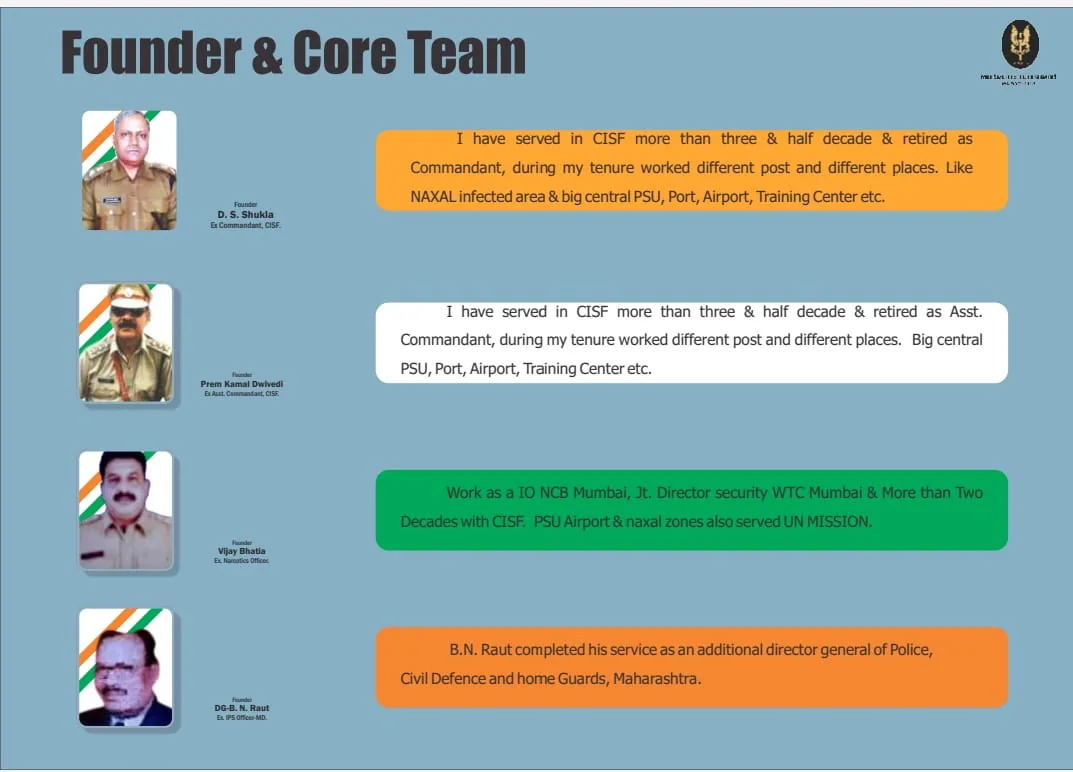 Founder & Core Team
I have served in CISF more than three & half decade & retired as
Commandant, during my tenure worked different post and different places. Like
NAXAL infected area & big central PSU, Port, Airport, Training Center etc.
Founder
D. S. Shukla
Ex Commandant, CISF.
I have served in CISF more than three & half decade & retired as Asst.
Commandant, during my tenure worked different post and different places. Big central
PSU, Port, Airport, Training Center etc.
Founder
Prem Kamal Dwivedi
Ex Asst. Commandant, CISF.
Work as a IO NCB Mumbai, Jt. Director security WTC Mumbai & More than Two
Decades with CISF. PSU Airport & naxal zones also served UN MISSION.
Founder
Vijay Bhatia
Ex. Narcotics Officer.
B.N. Raut completed his service as an additional director general of Police,
Civil Defence and home Guards, Maharashtra.
Founder
DG-B. N. Raut
Ex. IPS Officer-MD.